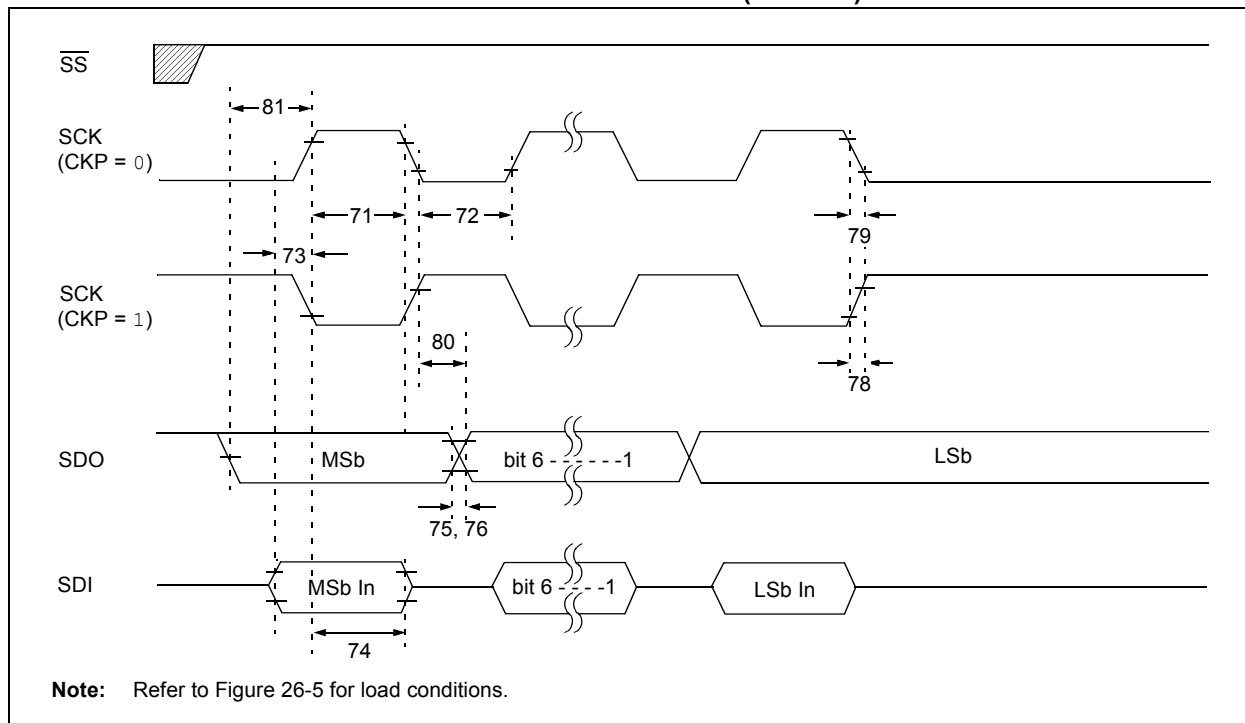 SS
81
SCK
(CKP = 0)
71
72
79
73
SCK
(CKP = 1)
80
78
SDO
MSb
bit 6 - - - - - - -1
LSb
75, 76
SDI
MSb In
bit 6 - - - - -1
LSb In
74
Note: Refer to Figure 26-5 for load conditions.